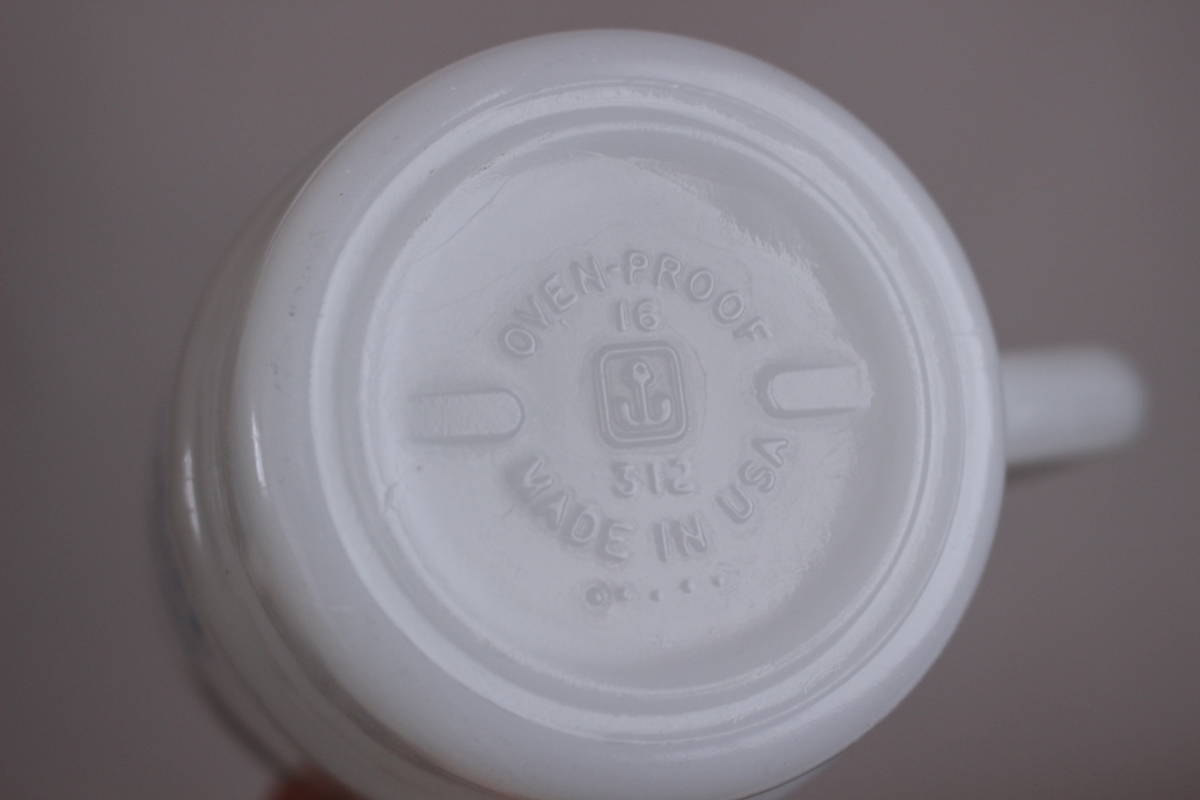 OVEN-PROOF
16
312
MADE IN USA